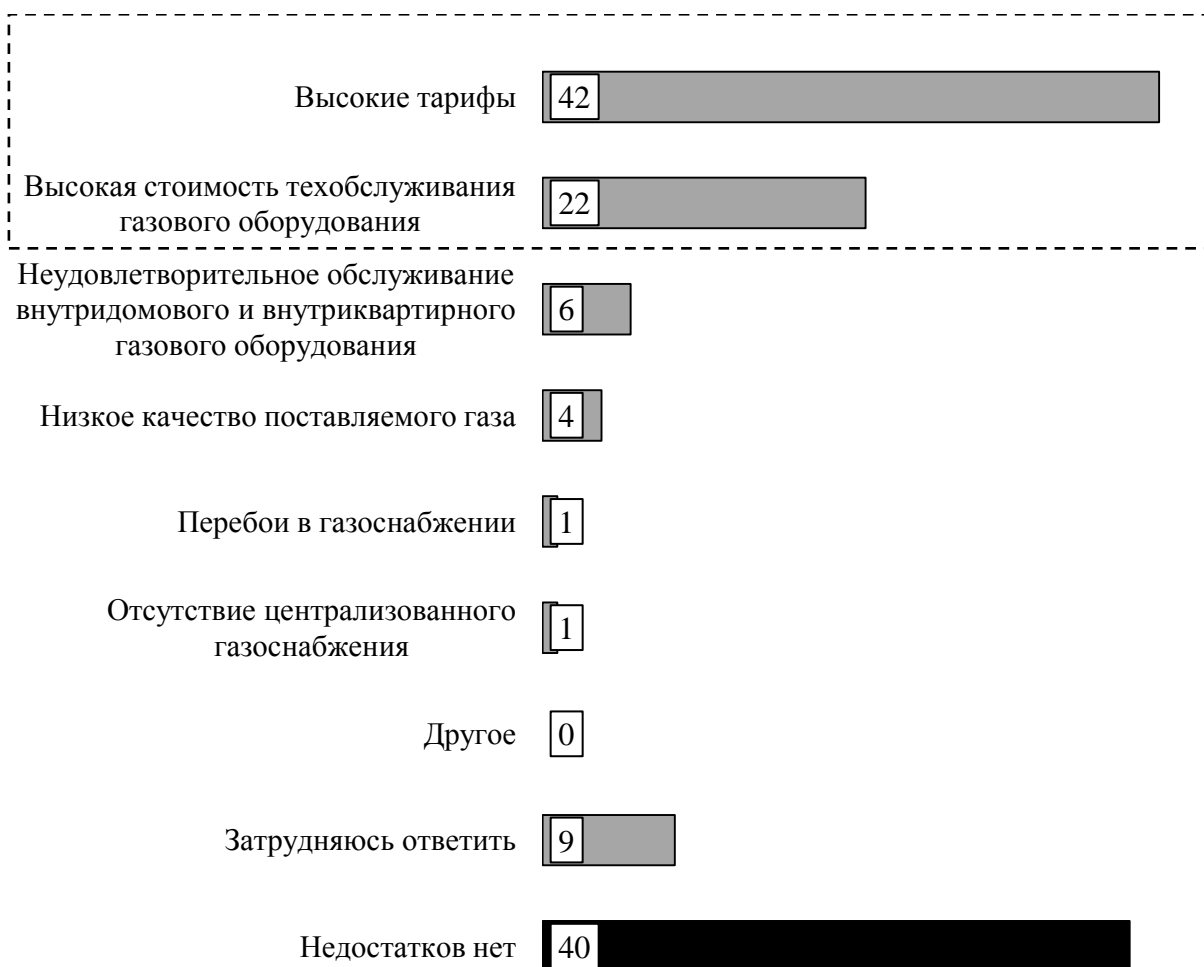 Высокие тарифы
42
Высокая стоимость техобслуживания
газового оборудования
22
Неудовлетворительное обслуживание
внутридомового и внутриквартирного
газового оборудования
6
Низкое качество поставляемого газа
4
Перебои в газоснабжении
1
Отсутствие централизованного
газоснабжения
1
Другое
0
Затрудняюсь ответить
9
Недостатков нет
40